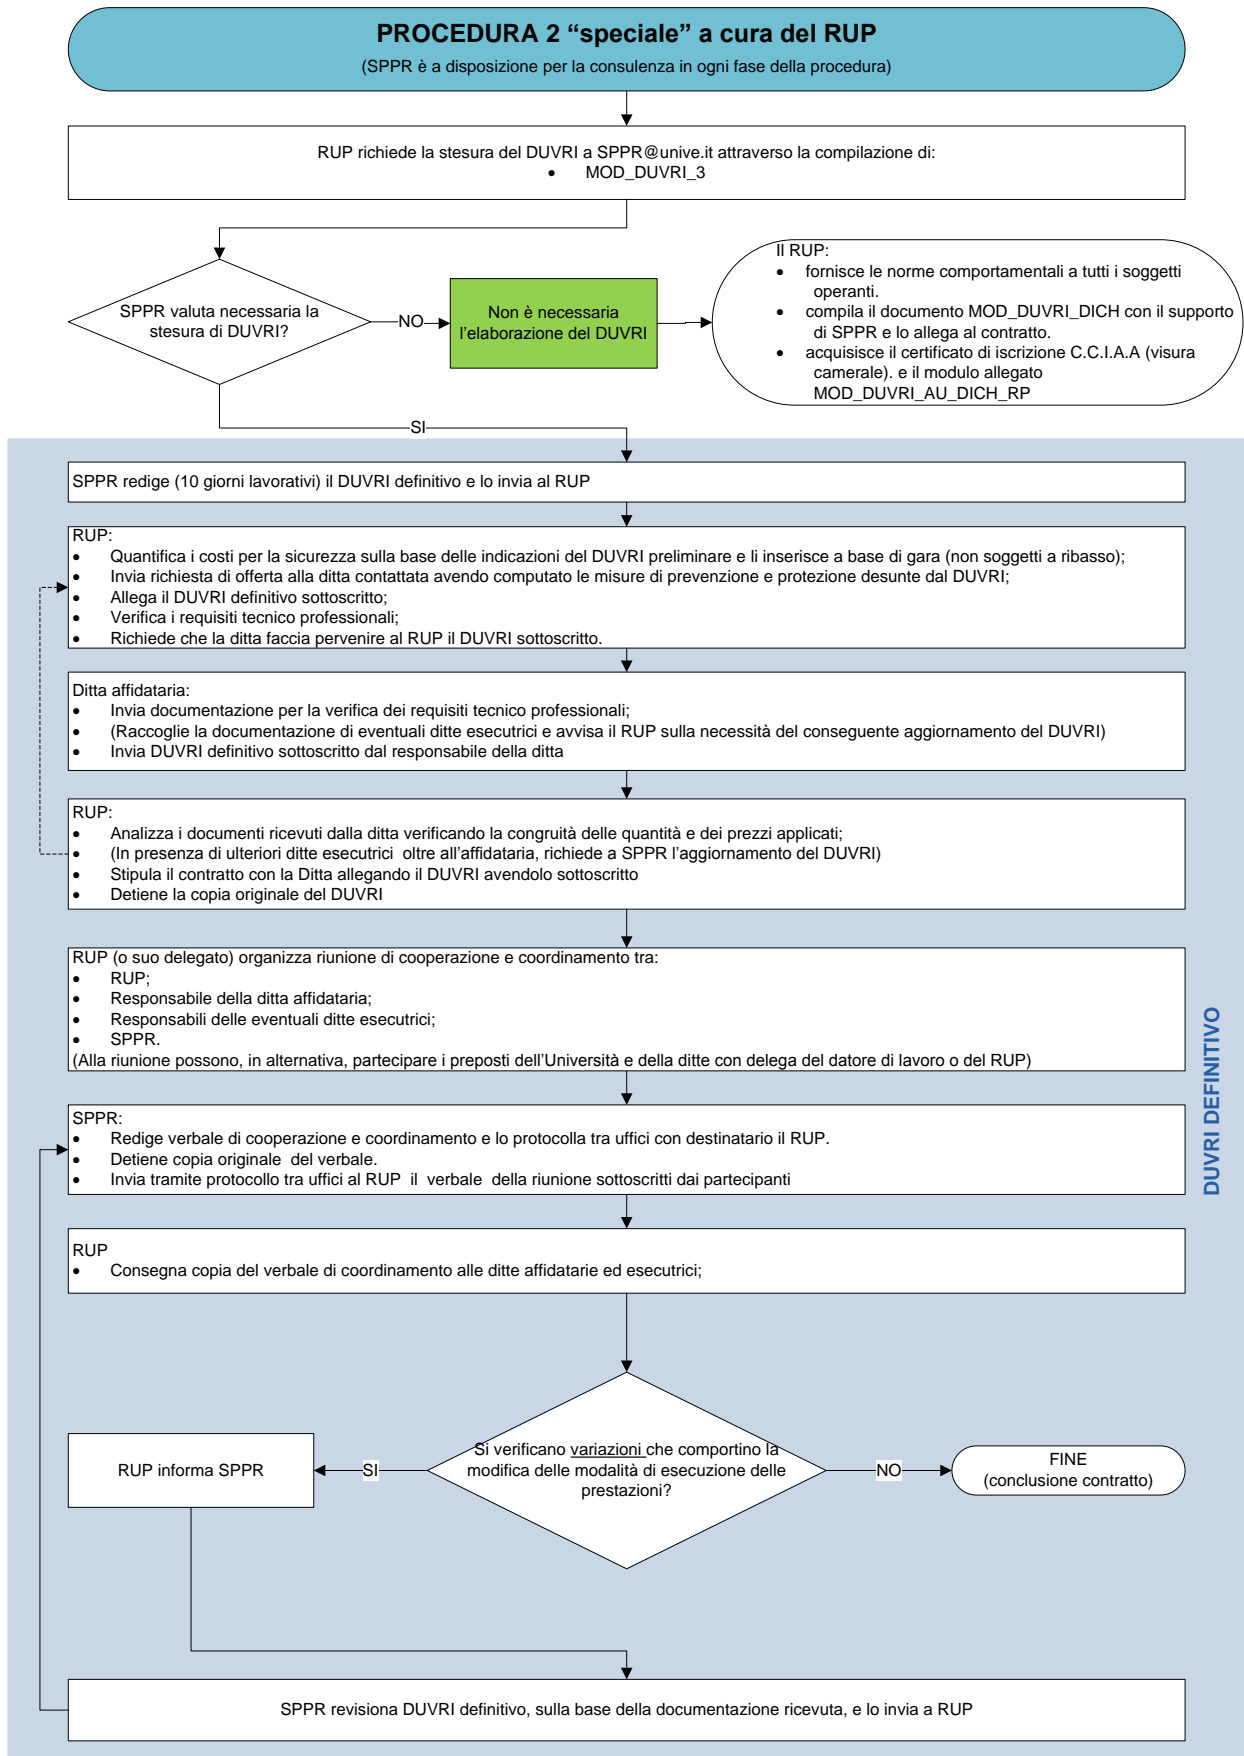 PROCEDURA 2 “speciale” a cura del RUP
(SPPR è a disposizione per la consulenza in ogni fase della procedura)
RUP richiede la stesura del DUVRI a SPPR@unive.it attraverso la compilazione di:
• MOD_DUVRI_3
SPPR valuta necessaria la
stesura di DUVRI?
NO
Non è necessaria
l’elaborazione del DUVRI
Il RUP:
• fornisce le norme comportamentali a tutti i soggetti
operanti.
• compila il documento MOD_DUVRI_DICH con il supporto
di SPPR e lo allega al contratto.
• acquisisce il certificato di iscrizione C.C.I.A.A (visura
camerale). e il modulo allegato
MOD_DUVRI_AU_DICH_RP
SI
SPPR redige (10 giorni lavorativi) il DUVRI definitivo e lo invia al RUP
RUP:
• Quantifica i costi per la sicurezza sulla base delle indicazioni del DUVRI preliminare e li inserisce a base di gara (non soggetti a ribasso);
• Invia richiesta di offerta alla ditta contattata avendo computato le misure di prevenzione e protezione desunte dal DUVRI;
• Allega il DUVRI definitivo sottoscritto;
• Verifica i requisiti tecnico professionali;
• Richiede che la ditta faccia pervenire al RUP il DUVRI sottoscritto.
Ditta affidataria:
• Invia documentazione per la verifica dei requisiti tecnico professionali;
• (Raccoglie la documentazione di eventuali ditte esecutrici e avvisa il RUP sulla necessità del conseguente aggiornamento del DUVRI)
• Invia DUVRI definitivo sottoscritto dal responsabile della ditta
RUP:
• Analizza i documenti ricevuti dalla ditta verificando la congruità delle quantità e dei prezzi applicati;
• (In presenza di ulteriori ditte esecutrici oltre all’affidataria, richiede a SPPR l’aggiornamento del DUVRI)
• Stipula il contratto con la Ditta allegando il DUVRI avendolo sottoscritto
• Detiene la copia originale del DUVRI
RUP (o suo delegato) organizza riunione di cooperazione e coordinamento tra:
• RUP;
• Responsabile della ditta affidataria;
• Responsabili delle eventuali ditte esecutrici;
• SPPR.
(Alla riunione possono, in alternativa, partecipare i preposti dell’Università e della ditte con delega del datore di lavoro o del RUP)
DUVRI DEFINITIVO
SPPR:
• Redige verbale di cooperazione e coordinamento e lo protocolla tra uffici con destinatario il RUP.
• Detiene copia originale del verbale.
• Invia tramite protocollo tra uffici al RUP il verbale della riunione sottoscritti dai partecipanti
RUP
• Consegna copia del verbale di coordinamento alle ditte affidatarie ed esecutrici;
Si verificano variazioni che comportino la
modifica delle modalità di esecuzione delle
prestazioni?
SI
RUP informa SPPR
NO
FINE
(conclusione contratto)
SPPR revisiona DUVRI definitivo, sulla base della documentazione ricevuta, e lo invia a RUP